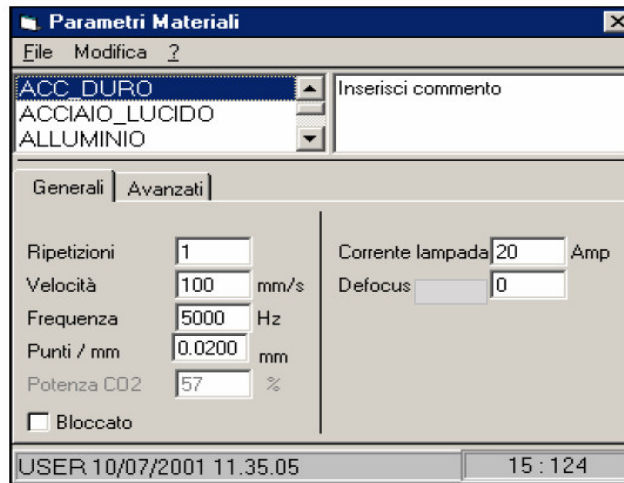 Parametri Materiali
File Modifica ?
ACC_DURO
ACCIAIO_LUCIDO
ALLUMINIO
Inserisci commento
Generali Avanzati
Ripetizioni 1
Velocità 100 mm/s
Frequenza 5000 Hz
Punti / mm 0.0200 mm
Potenza CO2 57 %
Bloccato
Corrente lampada 20 Amp
Defocus 0
USER 10/07/2001 11.35.05 15:124